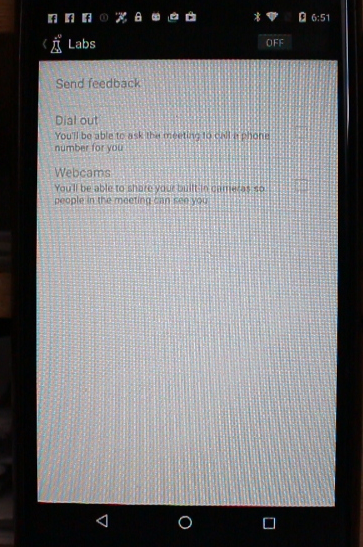 6:51
Labs
OFF
Send feedback
Dial out
You'll be able to ask the meeting to call a phone
number for you
Webcams
You'll be able to share your built in cameras so
people in the meeting can see you